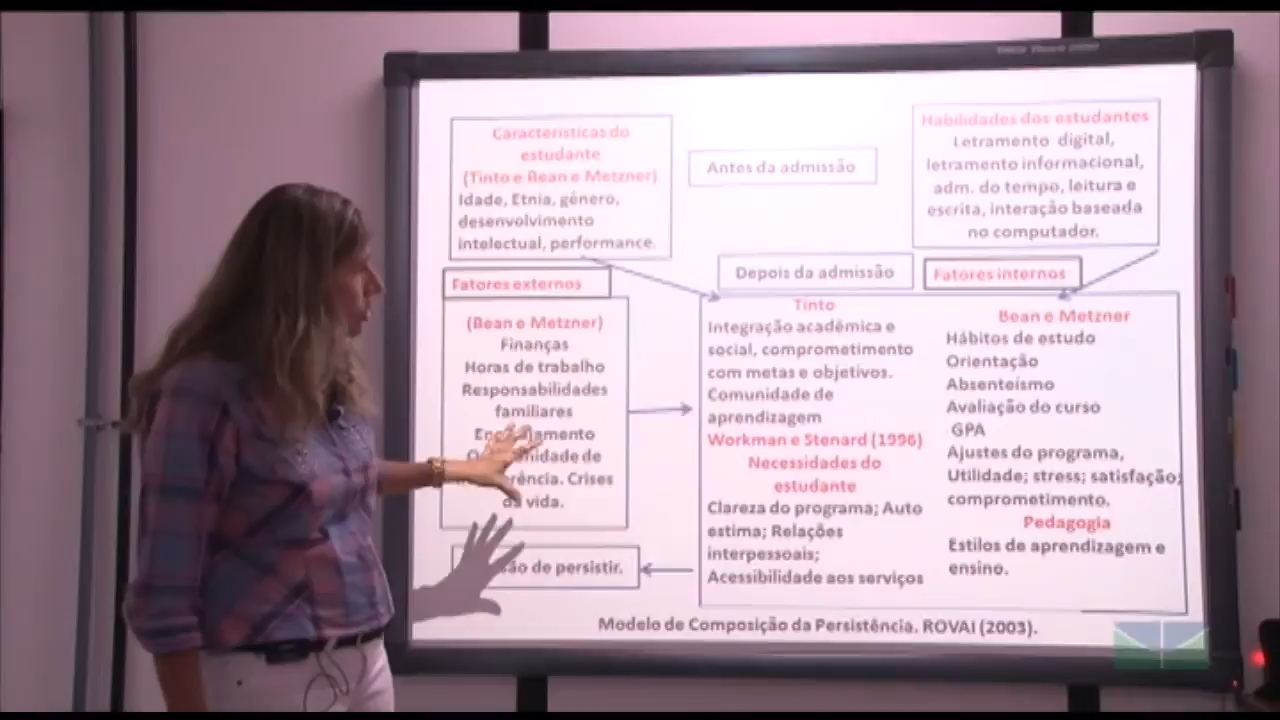 Características do
estudante
(Tinto e Bean e Metzner)
Idade, Etnia, gênero,
desenvolvimento
intelectual, performance.
Antes da admissão
Habilidades dos estudantes
Letramento digital,
letramento informacional,
adm. do tempo, leitura e
escrita, interação baseada
no computador.
Fatores externos
(Bean e Metzner)
Finanças
Horas de trabalho
Responsabilidades
familiares
Crises
vida.
de persistir.
Depois da admissão
Fatores internos
Tinto
Integração acadêmica e
social, comprometimento
com metas e objetivos.
Comunidade de
aprendizagem
Workman e Stenard (1996)
Necessidades do
estudante
Clareza do programa; Auto
estima; Relações
interpessoais;
Acessibilidade aos serviços
Bean e Metzner
Hábitos de estudo
Orientação
Absenteísmo
Avaliação do curso
GPA
Ajustes do programa,
Utilidade; stress; satisfação;
comprometimento.
Pedagogia
Estilos de aprendizagem e
ensino.
Modelo de Composição da Persistência. ROVAI (2003).